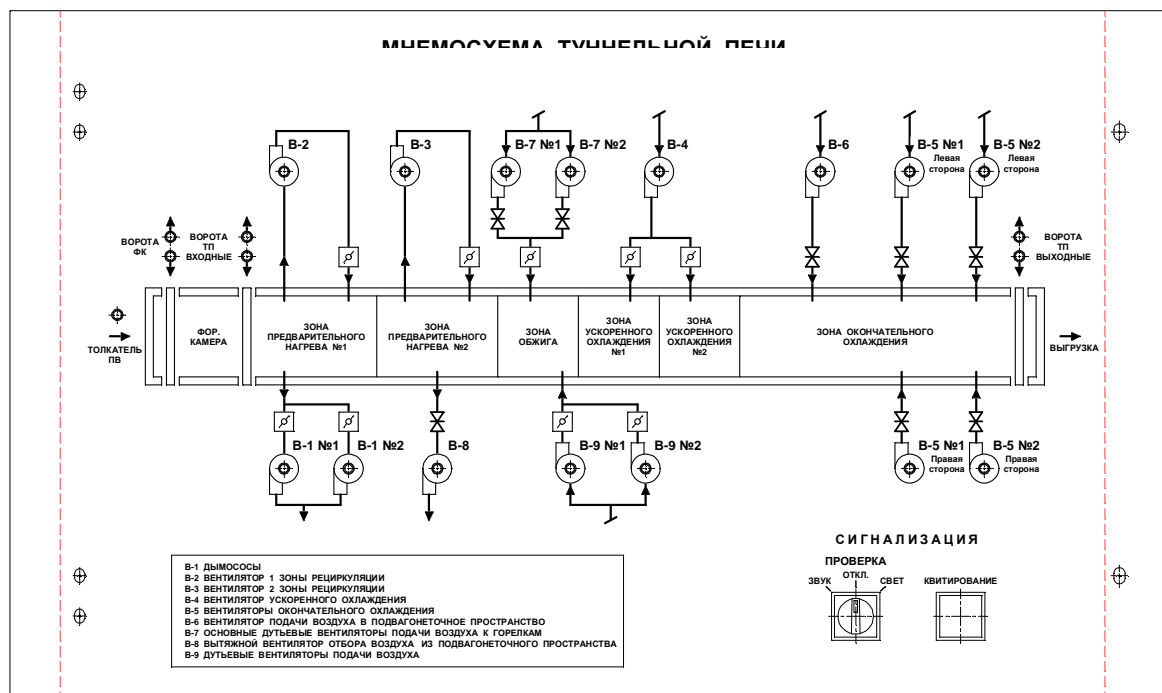 МНЕМОСХЕМА ТУННЕЛЬНОЙ ПЕЧИ
В-2
В-3
В-7 №1
В-7 №2
В-4
В-6
В-5 №1
Левая
сторона
В-5 №2
Левая
сторона
ВОРОТА
ФК
ВОРОТА
ТП
ВХОДНЫЕ
ВОРОТА
ТП
ВЫХОДНЫЕ
ТОЛКАТЕЛЬ
ПВ
ФОР.
КАМЕРА
ЗОНА
ПРЕДВАРИТЕЛЬНОГО
НАГРЕВА №1
ЗОНА
ПРЕДВАРИТЕЛЬНОГО
НАГРЕВА №2
ЗОНА
ОБЖИГА
ЗОНА
УСКОРЕННОГО
ОХЛАЖДЕНИЯ
№1
ЗОНА
УСКОРЕННОГО
ОХЛАЖДЕНИЯ
№2
ЗОНА ОКОНЧАТЕЛЬНОГО
ОХЛАЖДЕНИЯ
ВЫГРУЗКА
В-1 №1
В-1 №2
В-8
В-9 №1
В-9 №2
В-5 №1
Правая
сторона
В-5 №2
Правая
сторона
В-1 ДЫМОСОСЫ
В-2 ВЕНТИЛЯТОР 1 ЗОНЫ РЕЦИРКУЛЯЦИИ
В-3 ВЕНТИЛЯТОР 2 ЗОНЫ РЕЦИРКУЛЯЦИИ
В-4 ВЕНТИЛЯТОР УСКОРЕННОГО ОХЛАЖДЕНИЯ
В-5 ВЕНТИЛЯТОРЫ ОКОНЧАТЕЛЬНОГО ОХЛАЖДЕНИЯ
В-6 ВЕНТИЛЯТОР ПОДАЧИ ВОЗДУХА В ПОДВАГОНЕТОЧНОЕ ПРОСТРАНСТВО
В-7 ОСНОВНЫЕ ДУТЬЕВЫЕ ВЕНТИЛЯТОРЫ ПОДАЧИ ВОЗДУХА К ГОРЕЛКАМ
В-8 ВЫТЯЖНОЙ ВЕНТИЛЯТОР ОТБОРА ВОЗДУХА ИЗ ПОДВАГОНЕТОЧНОГО ПРОСТРАНСТВА
В-9 ДУТЬЕВЫЕ ВЕНТИЛЯТОРЫ ПОДАЧИ ВОЗДУХА
СИГНАЛИЗАЦИЯ
ПРОВЕРКА
ЗВУК
ОТКЛ.
СВЕТ
КВИТИРОВАНИЕ